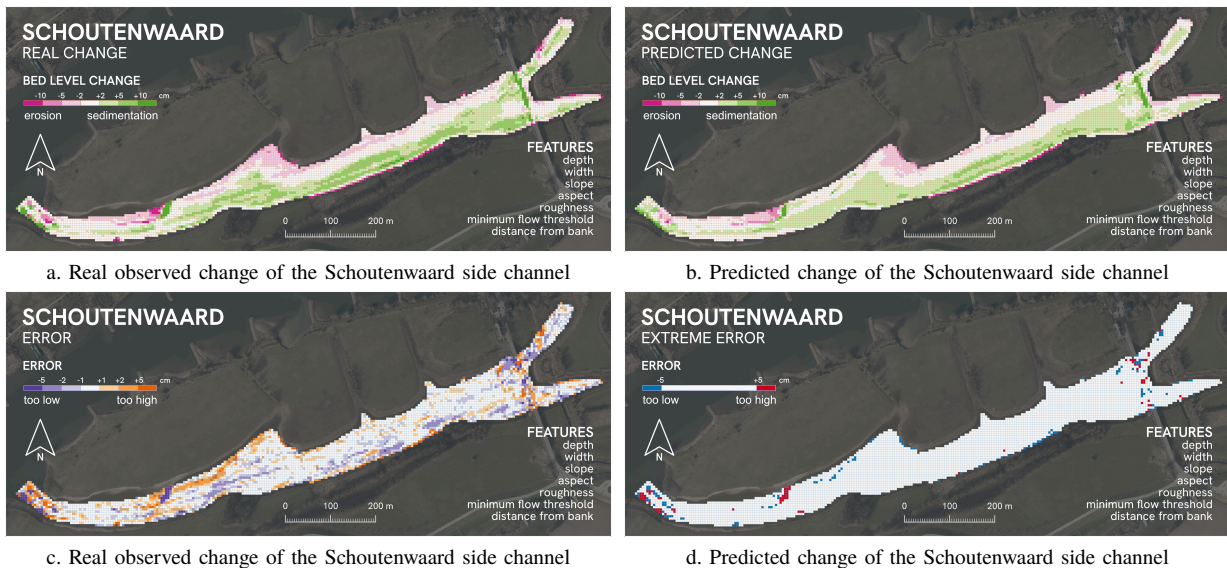 SCHOUTENWAARD
REAL CHANGE
BED LEVEL CHANGE
-10 -5 -2 +2 +5 +10 cm
erosion sedimentation
N
FEATURES
depth
width
slope
aspect
roughness
minimum flow threshold
distance from bank
0 100 200 m
a. Real observed change of the Schoutenwaard side channel
SCHOUTENWAARD
PREDICTED CHANGE
BED LEVEL CHANGE
-10 -5 -2 +2 +5 +10 cm
erosion sedimentation
N
FEATURES
depth
width
slope
aspect
roughness
minimum flow threshold
distance from bank
0 100 200 m
b. Predicted change of the Schoutenwaard side channel
SCHOUTENWAARD
ERROR
ERROR
-5 -2 -1 +1 +2 +5 cm
too low too high
N
FEATURES
depth
width
slope
aspect
roughness
minimum flow threshold
distance from bank
0 100 200 m
c. Real observed change of the Schoutenwaard side channel
SCHOUTENWAARD
EXTREME ERROR
ERROR
-5 +5 cm
too low too high
N
FEATURES
depth
width
slope
aspect
roughness
minimum flow threshold
distance from bank
0 100 200 m
d. Predicted change of the Schoutenwaard side channel